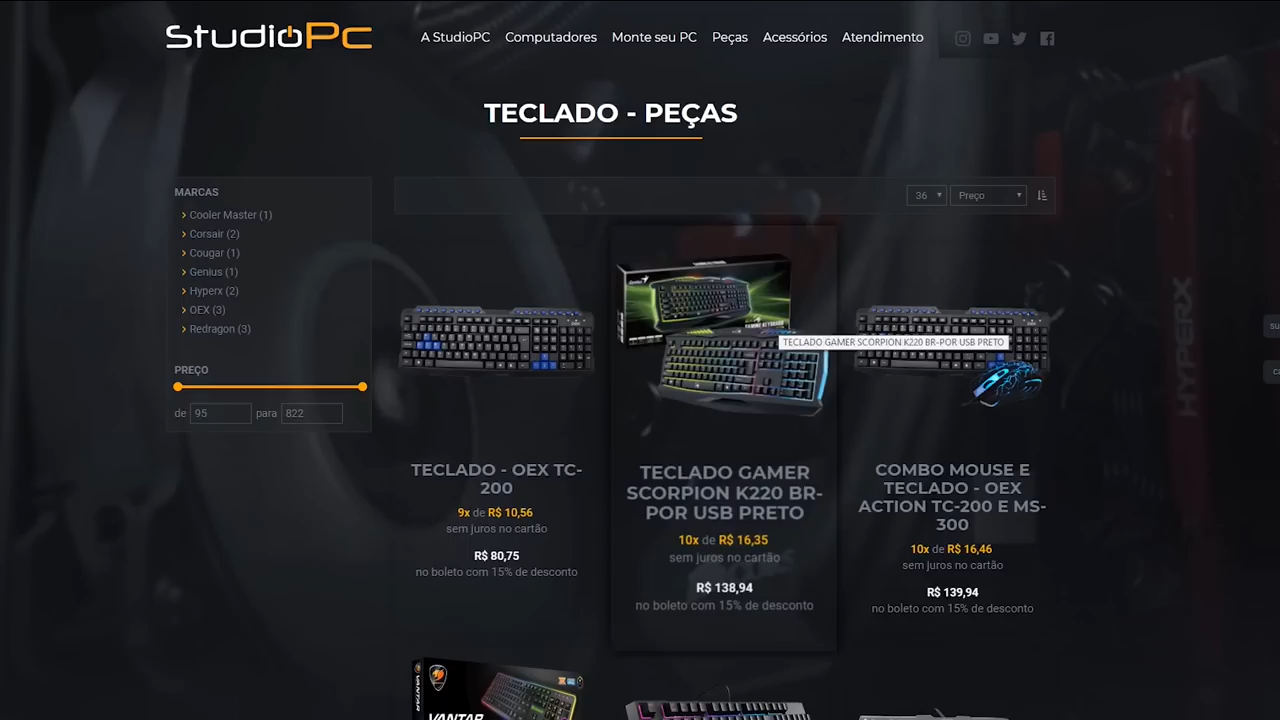 StudioPc
A StudioPC Computadores Monte seu PC Peças Acessórios Atendimento
TECLADO - PEÇAS
MARCAS
Cooler Master (1)
Corsair (2)
Cougar (1)
Genius (1)
Hyperx (2)
OEX (3)
Redragon (3)
PREÇO
de 95 para 822
36 Preço
TECLADO GAMER SCORPION K220 BR-POR USB PRETO
TECLADO - OEX TC-
200
9x de R$ 10,56
sem juros no cartão
R$ 80,75
no boleto com 15% de desconto
TECLADO GAMER
SCORPION K220 BR-
POR USB PRETO
10x de R$ 16,35
sem juros no cartão
R$ 138,94
no boleto com 15% de desconto
COMBO MOUSE E
TECLADO - OEX
ACTION TC-200 E MS-
300
10x de R$ 16,46
sem juros no cartão
R$ 139,94
no boleto com 15% de desconto
VANTAR
HYPERX
su
ca